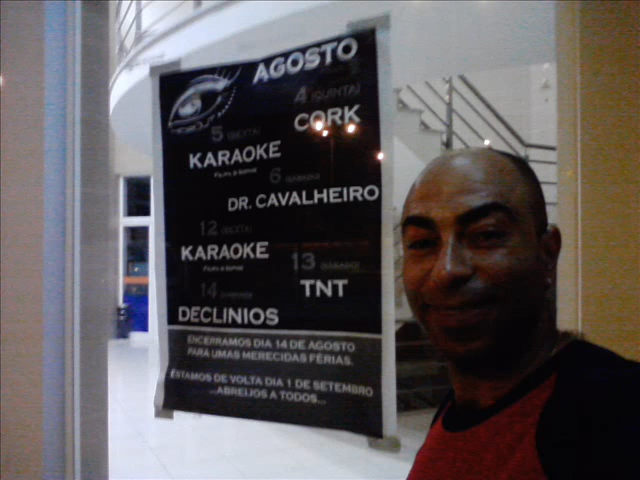 AGOSTO
4 (QUINTA)
CORK
5 (SEXTA)
KARAOKE
6 (SÁBADO)
DR. CAVALHEIRO
12 (SEXTA)
KARAOKE
13 (SÁBADO)
TNT
14
DECLINIOS
ENCERRAMOS DIA 14 DE AGOSTO
PARA UMAS MERECIDAS FÉRIAS.
ESTAMOS DE VOLTA DIA 1 DE SETEMBRO
...ABREIJOS A TODOS...